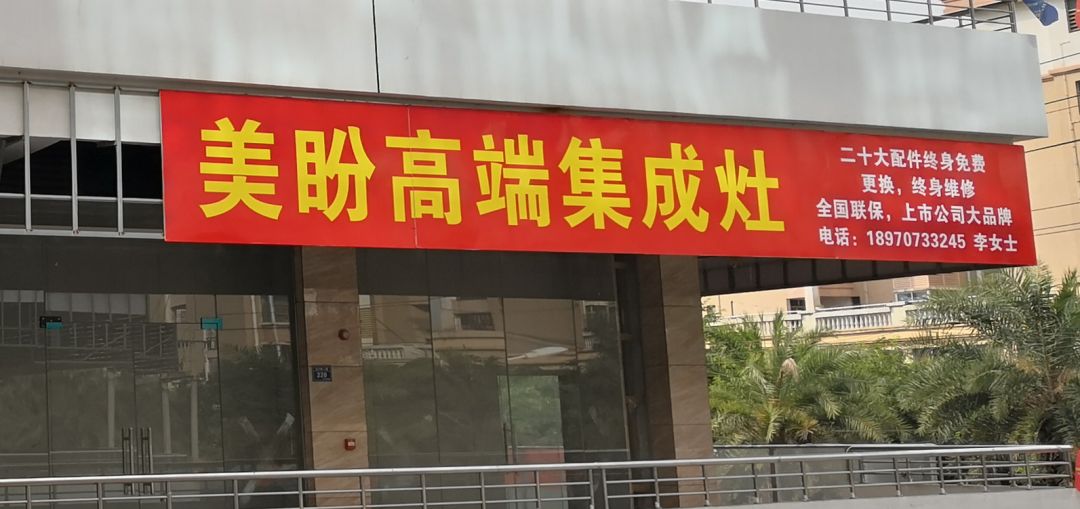 美盼高端集成灶
二十大配件终身免费
更换，终身维修
全国联保，上市公司大品牌
电话：18970733245 李女士
320